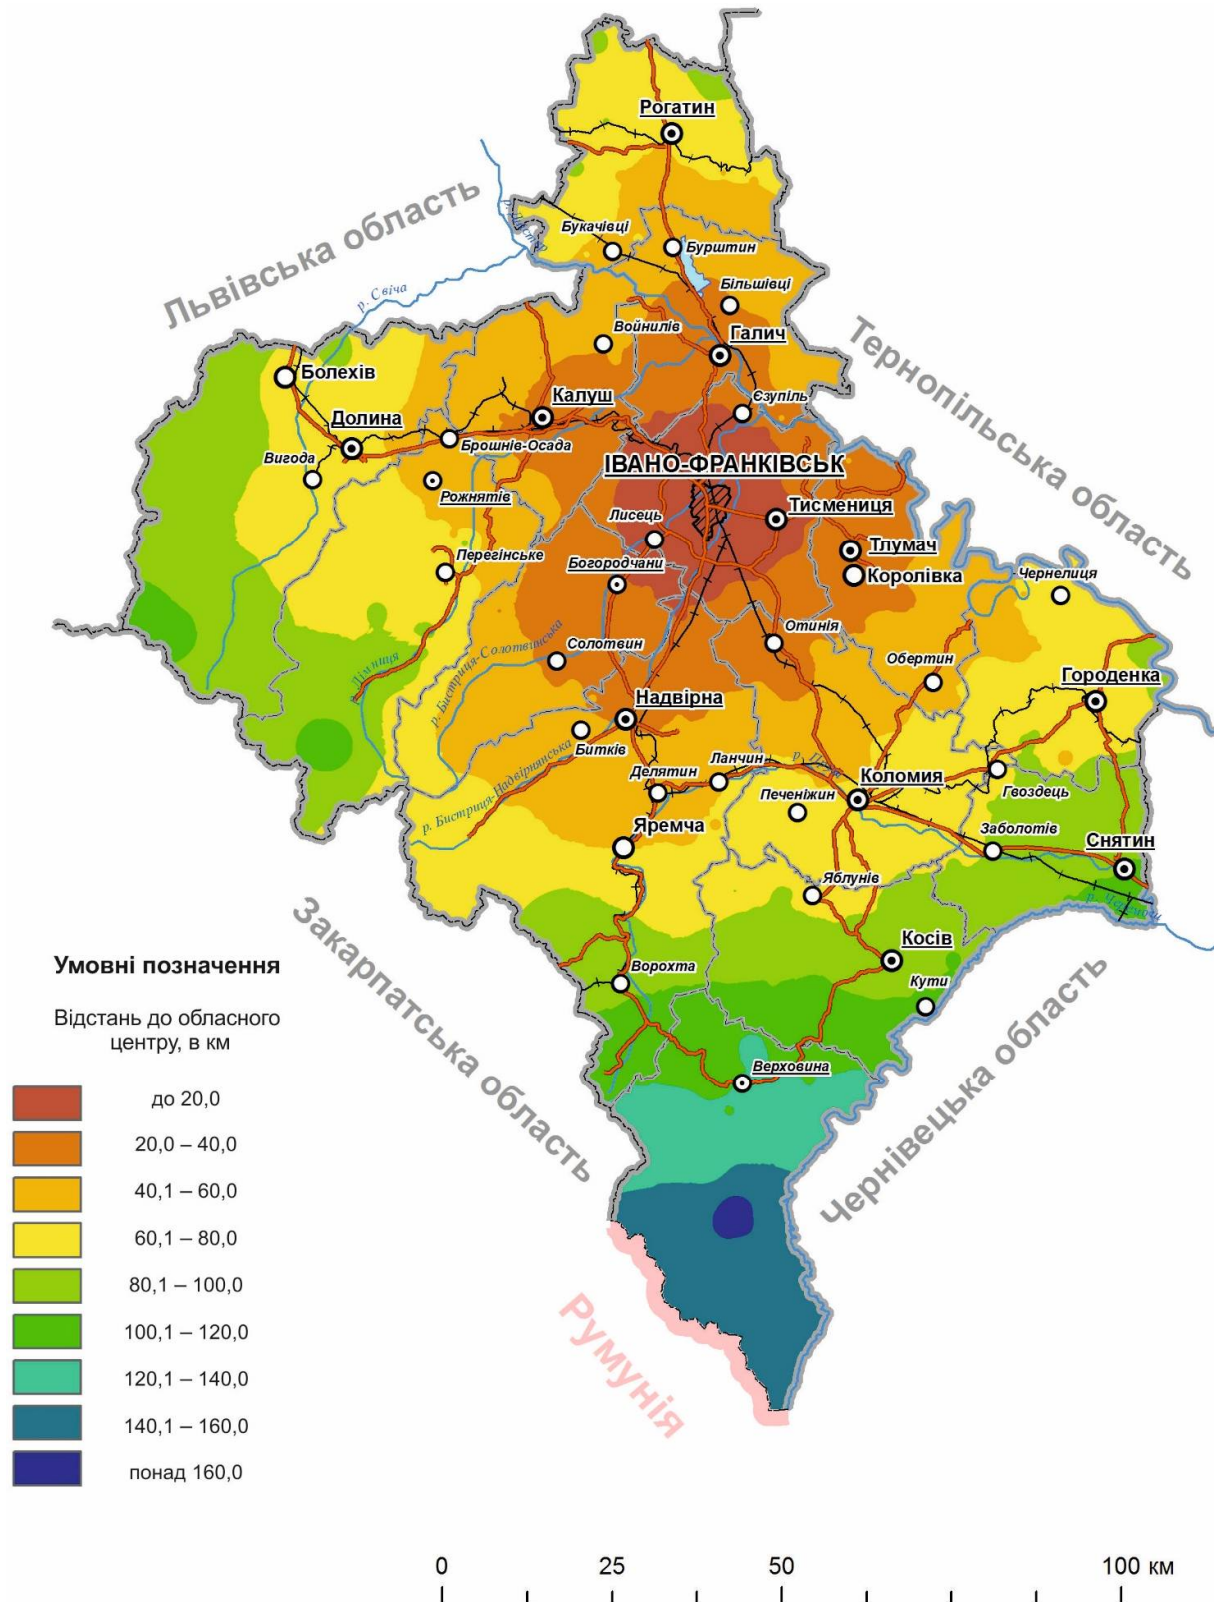 Рогатин
р. Дністер
Букачівці
Бурштин
Львівська область
р. Свіча
Більшівці
Войнилів
Галич
Тернопільська область
Болехів
Калуш
Єзупіль
Долина
Брошнів-Осада
Вигода
ІВАНО-ФРАНКІВСЬК
Рожнятів
Лисець
Тисмениця
Перегінське
Богородчани
Тлумач
Королівка
Чернелиця
р. Лімниця
р. Бистриця-Солотвінська
Солотвин
Отинія
Обертин
Городенка
Надвірна
Битків
р. Бистриця-Надвірнянська
Делятин
Ланчин
р. Прут
Коломия
Гвоздець
Печеніжин
Яремча
Заболотів
Снятин
Яблунів
р. Черемош
Закарпатська область
Косів
Ворохта
Кути
Верховина
Чернівецька область
Румунія
Умовні позначення
Відстань до обласного
центру, в км
до 20,0
20,0 – 40,0
40,1 – 60,0
60,1 – 80,0
80,1 – 100,0
100,1 – 120,0
120,1 – 140,0
140,1 – 160,0
понад 160,0
0 25 50 100 км